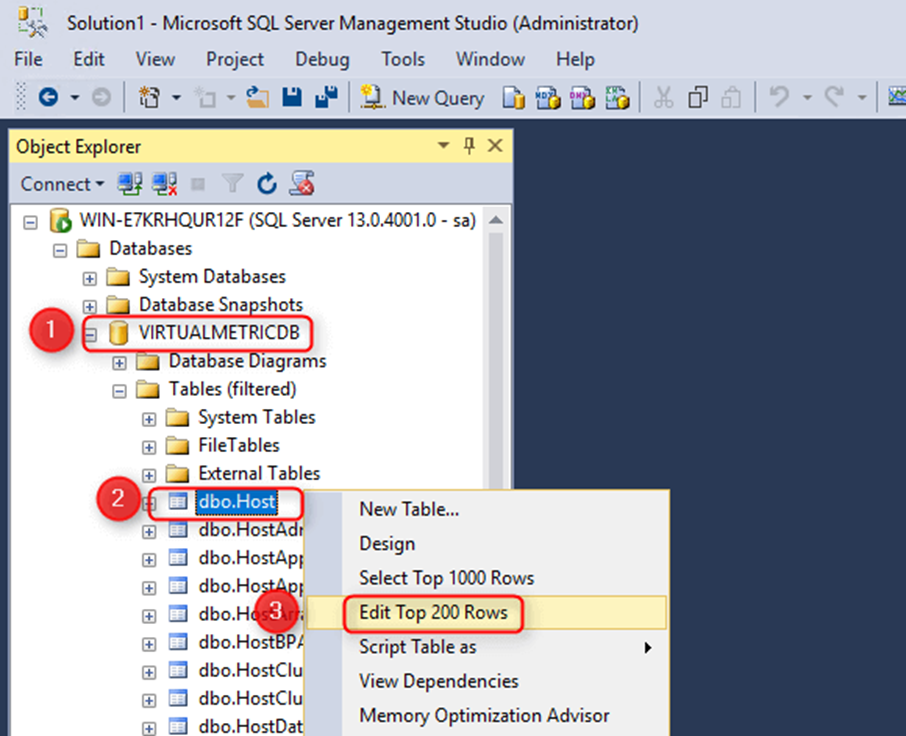 Solution1 - Microsoft SQL Server Management Studio (Administrator)
File Edit View Project Debug Tools Window Help
New Query
Object Explorer
Connect
WIN-E7KRHQUR12F (SQL Server 13.0.4001.0 - sa)
Databases
System Databases
Database Snapshots
1 VIRTUALMETRICDB
Database Diagrams
Tables (filtered)
System Tables
FileTables
External Tables
2 dbo.Host
New Table...
dbo.HostAdr
Design
dbo.HostApp
Select Top 1000 Rows
dbo.HostApp
3 Edit Top 200 Rows
dbo.HostArra
Script Table as
dbo.HostBPA
View Dependencies
dbo.HostClu
Memory Optimization Advisor
dbo.HostClu
dbo.HostDat